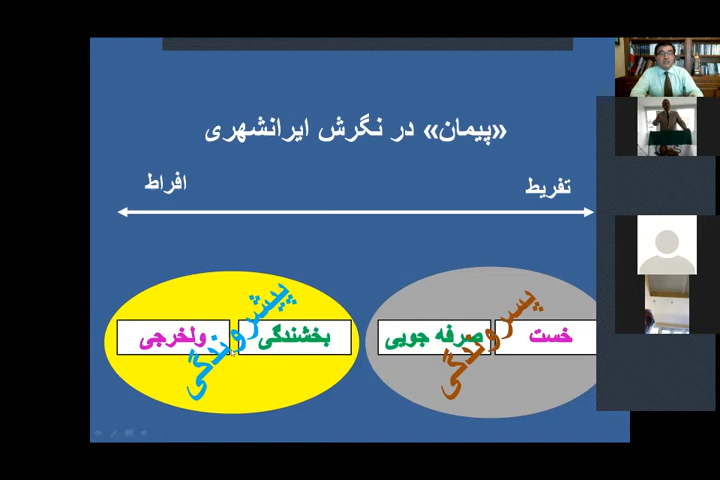 «پیمان» در نگرش ایرانشهری
تفریط
افراط
خست
صرفه جویی
پسروندگی
بخشندگی
ولخرجی
پیشروندگی